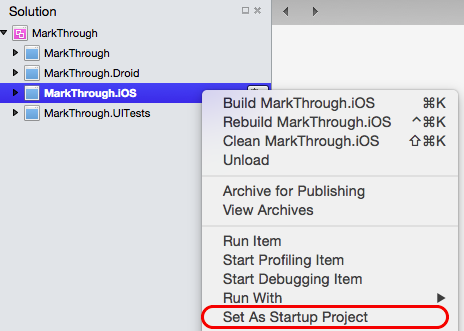 Solution
MarkThrough
MarkThrough
MarkThrough.Droid
MarkThrough.iOS
MarkThrough.UITests
Build MarkThrough.iOS ⌘K
Rebuild MarkThrough.iOS ^⌘K
Clean MarkThrough.iOS ⇧⌘K
Unload
Archive for Publishing
View Archives
Run Item
Start Profiling Item
Start Debugging Item
Run With
Set As Startup Project